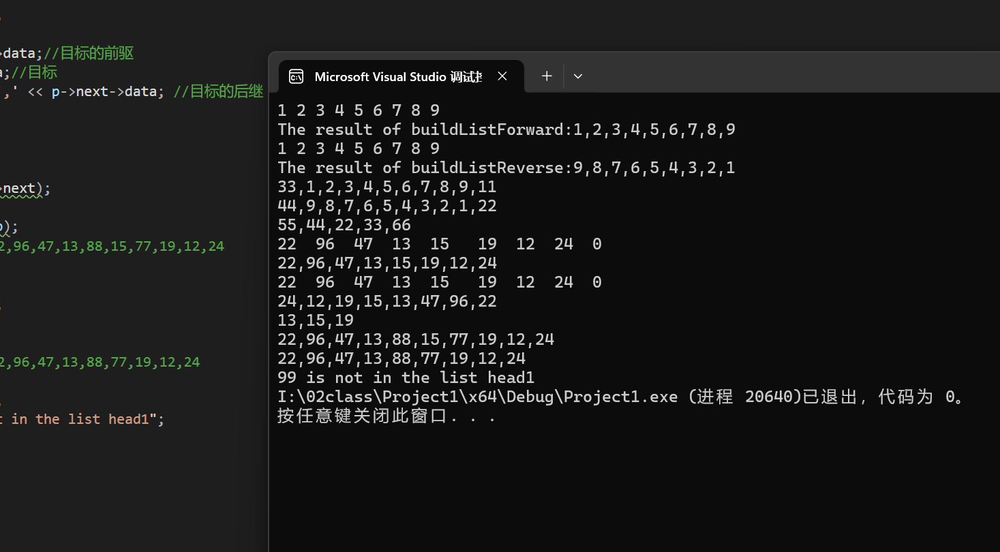 >data;//目标的前驱
a;//目标
',' << p->next->data; //目标的后继
>next);
p);
2,96,47,13,88,15,77,19,12,24
2,96,47,13,88,77,19,12,24
t in the list head1";
Microsoft Visual Studio 调试
1 2 3 4 5 6 7 8 9
The result of buildListForward:1,2,3,4,5,6,7,8,9
1 2 3 4 5 6 7 8 9
The result of buildListReverse:9,8,7,6,5,4,3,2,1
33,1,2,3,4,5,6,7,8,9,11
44,9,8,7,6,5,4,3,2,1,22
55,44,22,33,66
22  96  47  13  15   19  12  24  0
22,96,47,13,15,19,12,24
22  96  47  13  15   19  12  24  0
24,12,19,15,13,47,96,22
13,15,19
22,96,47,13,88,15,77,19,12,24
22,96,47,13,88,77,19,12,24
99 is not in the list head1
I:\02class\Project1\x64\Debug\Project1.exe (进程 20640)已退出，代码为 0。
按任意键关闭此窗口. . .